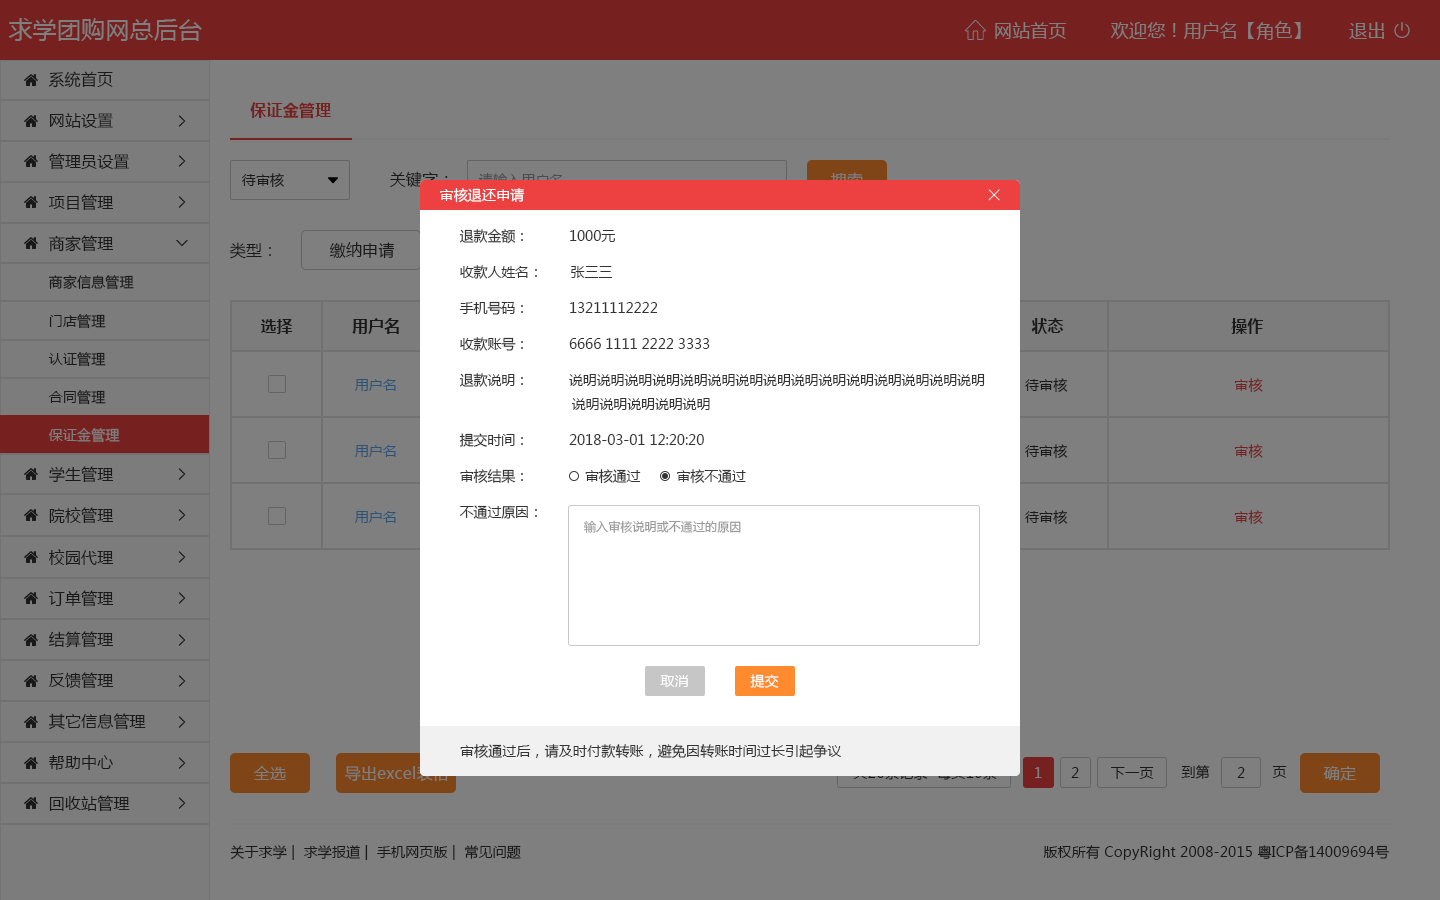 求学团购网总后台
网站首页 欢迎您！用户名【角色】 退出
系统首页
网站设置
管理员设置
项目管理
商家管理
商家信息管理
门店管理
认证管理
合同管理
保证金管理
学生管理
院校管理
校园代理
订单管理
结算管理
反馈管理
其它信息管理
帮助中心
回收站管理
保证金管理
待审核 关键字： 请输入用户名 搜索
类型： 缴纳申请
选择 用户名 状态 操作
用户名 待审核 审核
用户名 待审核 审核
用户名 待审核 审核
审核退还申请
退款金额： 1000元
收款人姓名： 张三三
手机号码： 13211112222
收款账号： 6666 1111 2222 3333
退款说明： 说明说明说明说明说明说明说明说明说明说明说明说明说明说明说明
说明说明说明说明说明
提交时间： 2018-03-01 12:20:20
审核结果： 审核通过 审核不通过
不通过原因： 输入审核说明或不通过的原因
取消 提交
审核通过后，请及时付款转账，避免因转账时间过长引起争议
全选 导出excel表格 1 2 下一页 到第 2 页 确定
关于求学 | 求学报道 | 手机网页版 | 常见问题
版权所有 CopyRight 2008-2015 粤ICP备14009694号